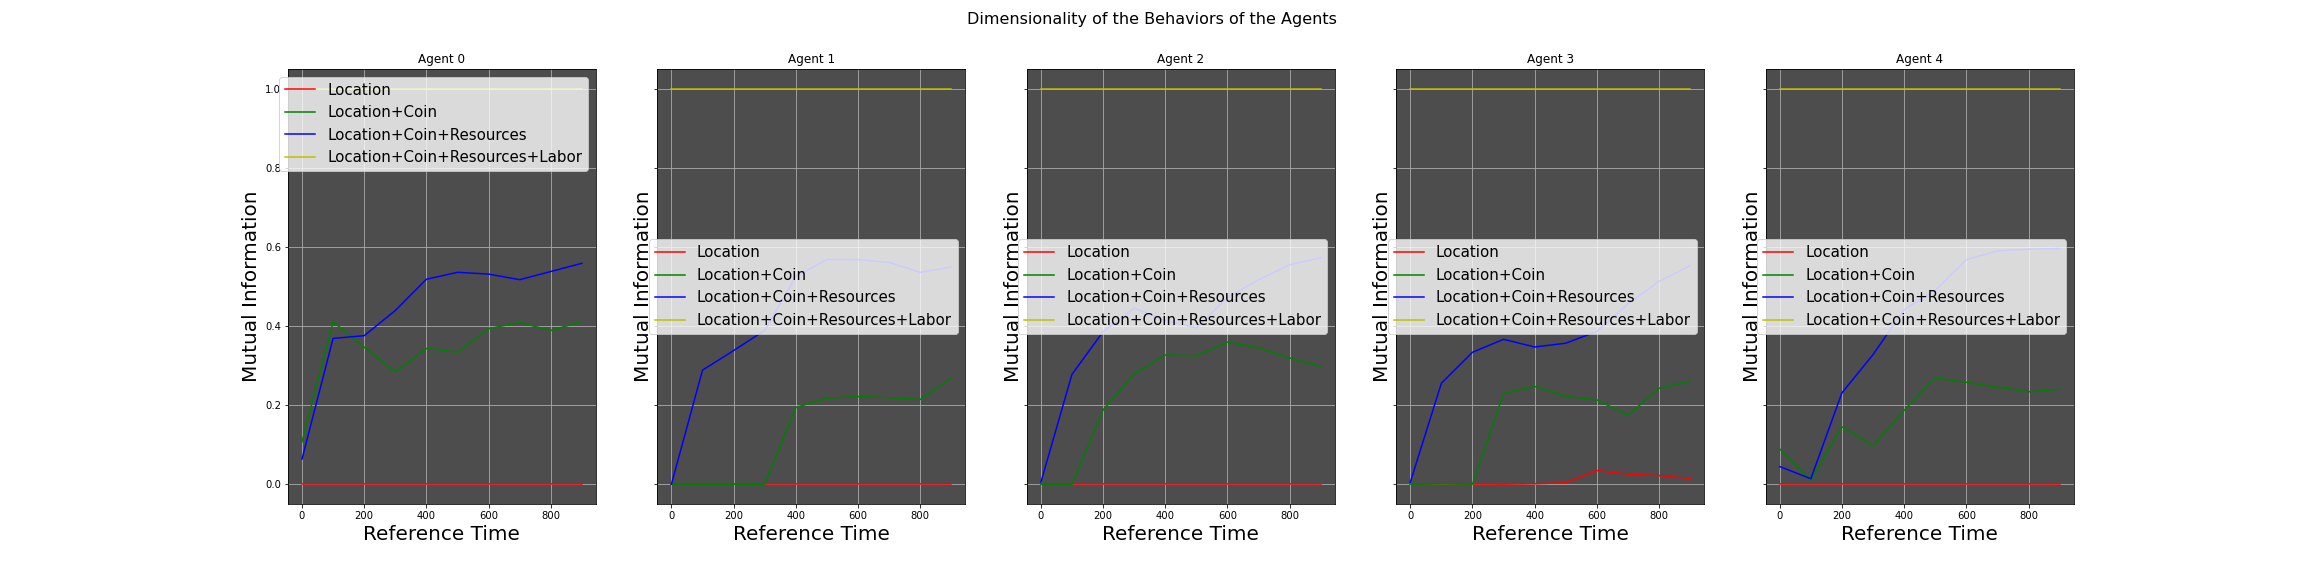 Dimensionality of the Behaviors of the Agents
Agent 0
Mutual Information
1.0
0.8
0.6
0.4
0.2
0.0
Location
Location+Coin
Location+Coin+Resources
Location+Coin+Resources+Labor
0 200 400 600 800
Reference Time
Agent 1
Mutual Information
Location
Location+Coin
Location+Coin+Resources
Location+Coin+Resources+Labor
0 200 400 600 800
Reference Time
Agent 2
Mutual Information
Location
Location+Coin
Location+Coin+Resources
Location+Coin+Resources+Labor
0 200 400 600 800
Reference Time
Agent 3
Mutual Information
Location
Location+Coin
Location+Coin+Resources
Location+Coin+Resources+Labor
0 200 400 600 800
Reference Time
Agent 4
Mutual Information
Location
Location+Coin
Location+Coin+Resources
Location+Coin+Resources+Labor
0 200 400 600 800
Reference Time